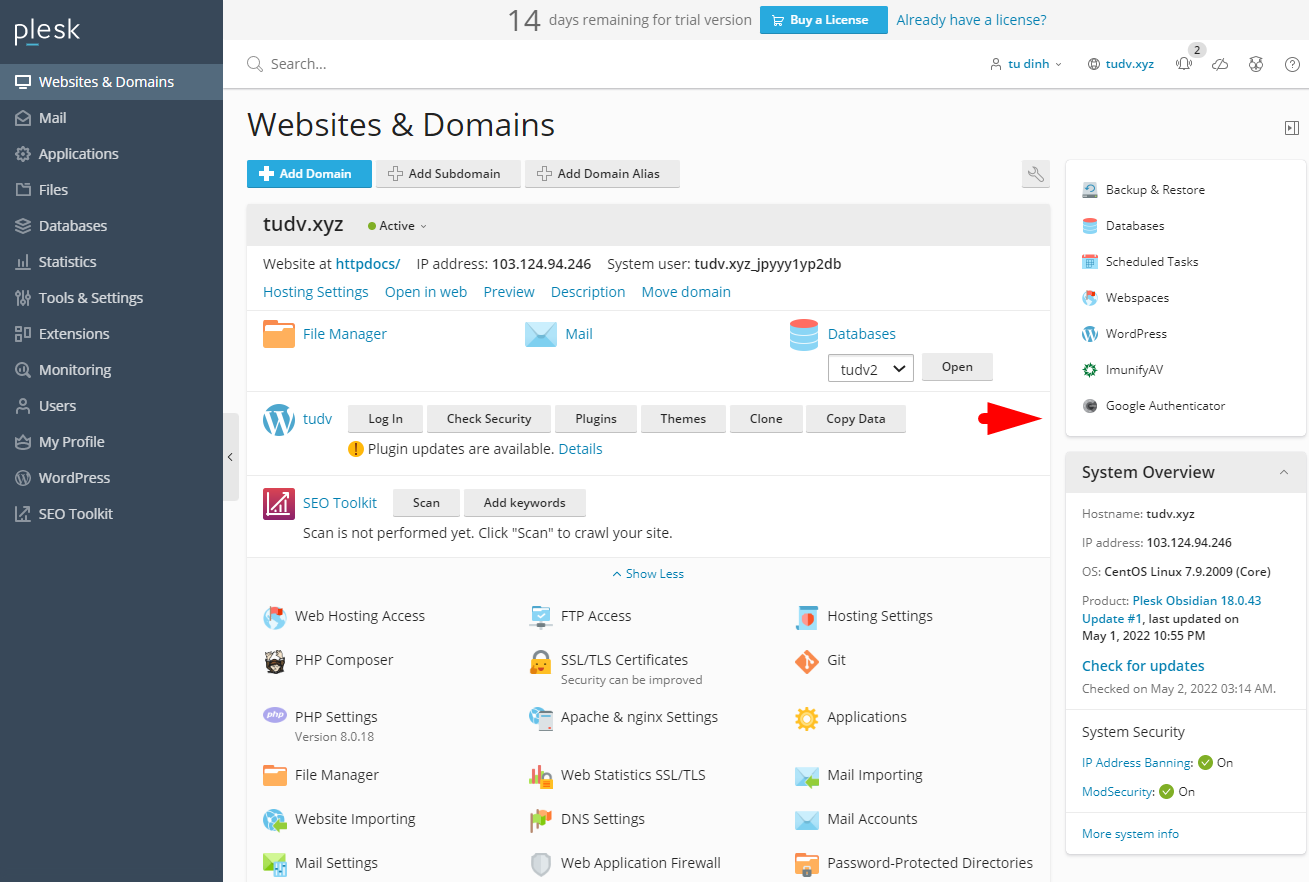 plesk
14 days remaining for trial version Buy a License Already have a license?
Search... tu dinh tudv.xyz 2
Websites & Domains
Mail
Applications
Files
Databases
Statistics
Tools & Settings
Extensions
Monitoring
Users
My Profile
WordPress
SEO Toolkit
Websites & Domains
Add Domain Add Subdomain Add Domain Alias
tudv.xyz Active
Website at httpdocs/ IP address: 103.124.94.246 System user: tudv.xyz_jpyyy1yp2db
Hosting Settings Open in web Preview Description Move domain
File Manager Mail Databases
tudv2 Open
tudv Log In Check Security Plugins Themes Clone Copy Data
Plugin updates are available. Details
SEO Toolkit Scan Add keywords
Scan is not performed yet. Click "Scan" to crawl your site.
Show Less
Web Hosting Access FTP Access Hosting Settings
PHP Composer SSL/TLS Certificates Git
Security can be improved
php PHP Settings Apache & nginx Settings Applications
Version 8.0.18
File Manager Web Statistics SSL/TLS Mail Importing
Website Importing DNS Settings Mail Accounts
Mail Settings Web Application Firewall Password-Protected Directories
Backup & Restore
Databases
Scheduled Tasks
Webspaces
WordPress
ImunifyAV
Google Authenticator
System Overview
Hostname: tudv.xyz
IP address: 103.124.94.246
OS: CentOS Linux 7.9.2009 (Core)
Product: Plesk Obsidian 18.0.43
Update #1, last updated on
May 1, 2022 10:55 PM
Check for updates
Checked on May 2, 2022 03:14 AM.
System Security
IP Address Banning: On
ModSecurity: On
More system info